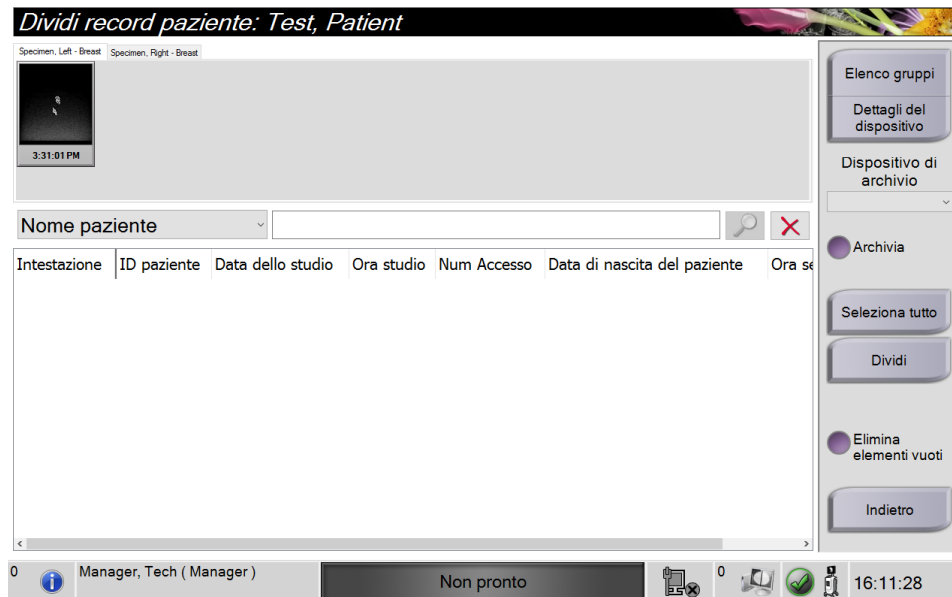 Dividi record paziente: Test, Patient
Specimen, Left - Breast Specimen, Right - Breast
3:31:01 PM
Nome paziente
Intestazione ID paziente Data dello studio Ora studio Num Accesso Data di nascita del paziente Ora se
Elenco gruppi
Dettagli del
dispositivo
Dispositivo di
archivio
Archivia
Seleziona tutto
Dividi
Elimina
elementi vuoti
Indietro
0 Manager, Tech ( Manager ) Non pronto 0 16:11:28